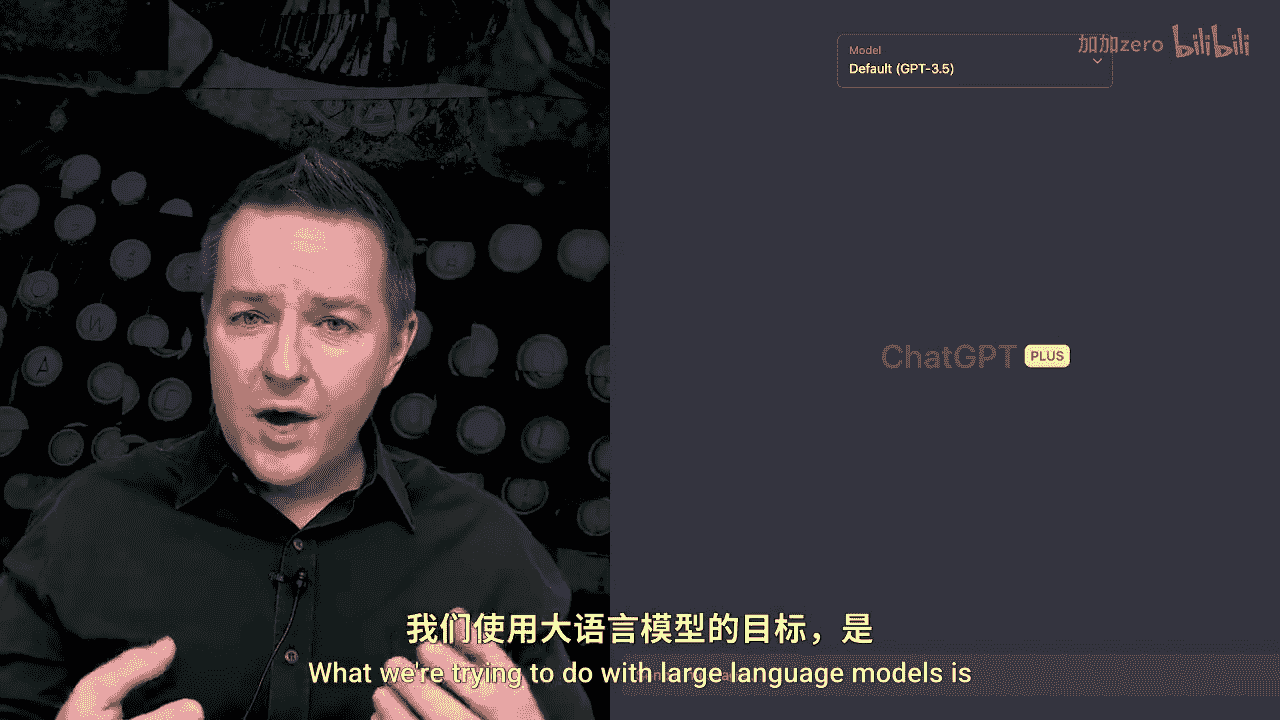 加加zero bilibili
Model
Default (GPT-3.5)
ChatGPT PLUS
我们使用大语言模型的目标，是
What we're trying to do with large language models is